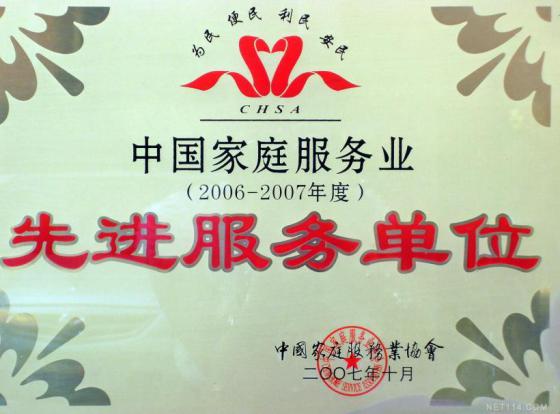 为民 便民 利民 安民
CHSA
中国家庭服务业
（2006-2007年度）
先进服务单位
中國家庭服務業協會
二〇〇七年十月
NET114.COM